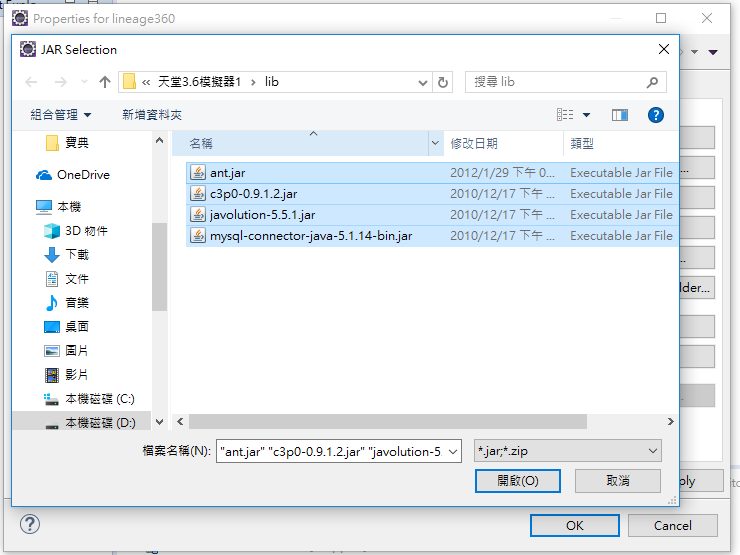 Properties for lineage360
JAR Selection
« 天堂3.6模擬器1 › lib
搜尋 lib
組合管理 新增資料夾
名稱 修改日期 類型
寶典
OneDrive
本機
3D 物件
下載
文件
音樂
桌面
圖片
影片
本機磁碟 (C:)
本機磁碟 (D:)
ant.jar 2012/1/29 下午 0... Executable Jar File
c3p0-0.9.1.2.jar 2010/12/17 下午 ... Executable Jar File
javolution-5.5.1.jar 2010/12/17 下午 ... Executable Jar File
mysql-connector-java-5.1.14-bin.jar 2010/12/17 下午 ... Executable Jar File
lder...
檔案名稱(N): "ant.jar" "c3p0-0.9.1.2.jar" "javolution-5. *.jar;*.zip
開啟(O) 取消
ply
OK Cancel